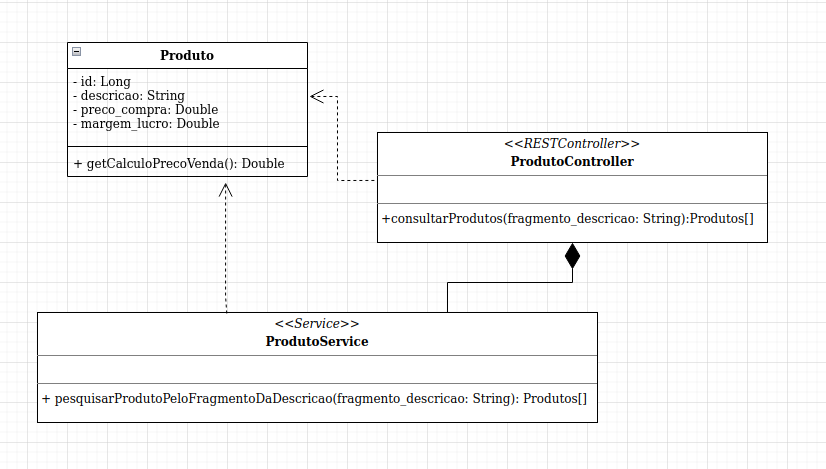 Produto
- id: Long
- descricao: String
- preco_compra: Double
- margem_lucro: Double
+ getCalculoPrecoVenda(): Double
<<RESTController>>
ProdutoController
+consultarProdutos(fragmento_descricao: String):Produtos[]
<<Service>>
ProdutoService
+ pesquisarProdutoPeloFragmentoDaDescricao(fragmento_descricao: String): Produtos[]